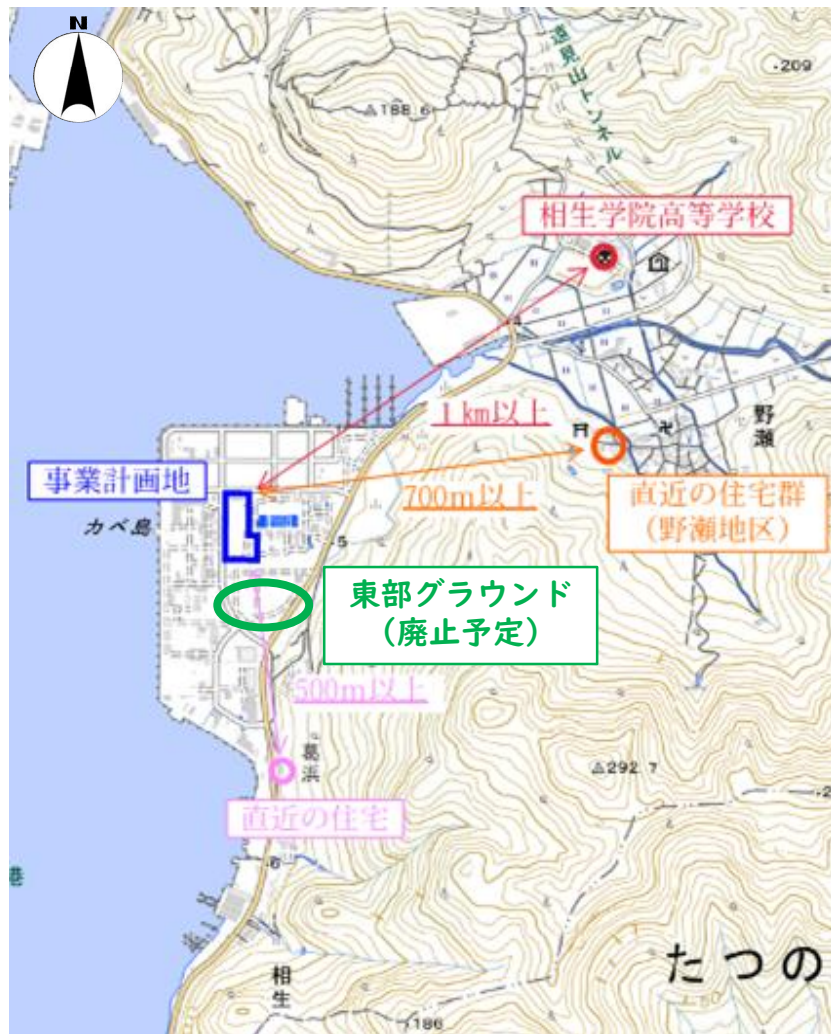 N
遠見山トンネル
・209
△188.6
相生学院高等学校
1km以上
野瀬
事業計画地
700m以上
直近の住宅群
(野瀬地区)
カベ島
・5
東部グラウンド
(廃止予定)
500m以上
葛浜
△292.7
直近の住宅
・6
港
たつの
相生
・186